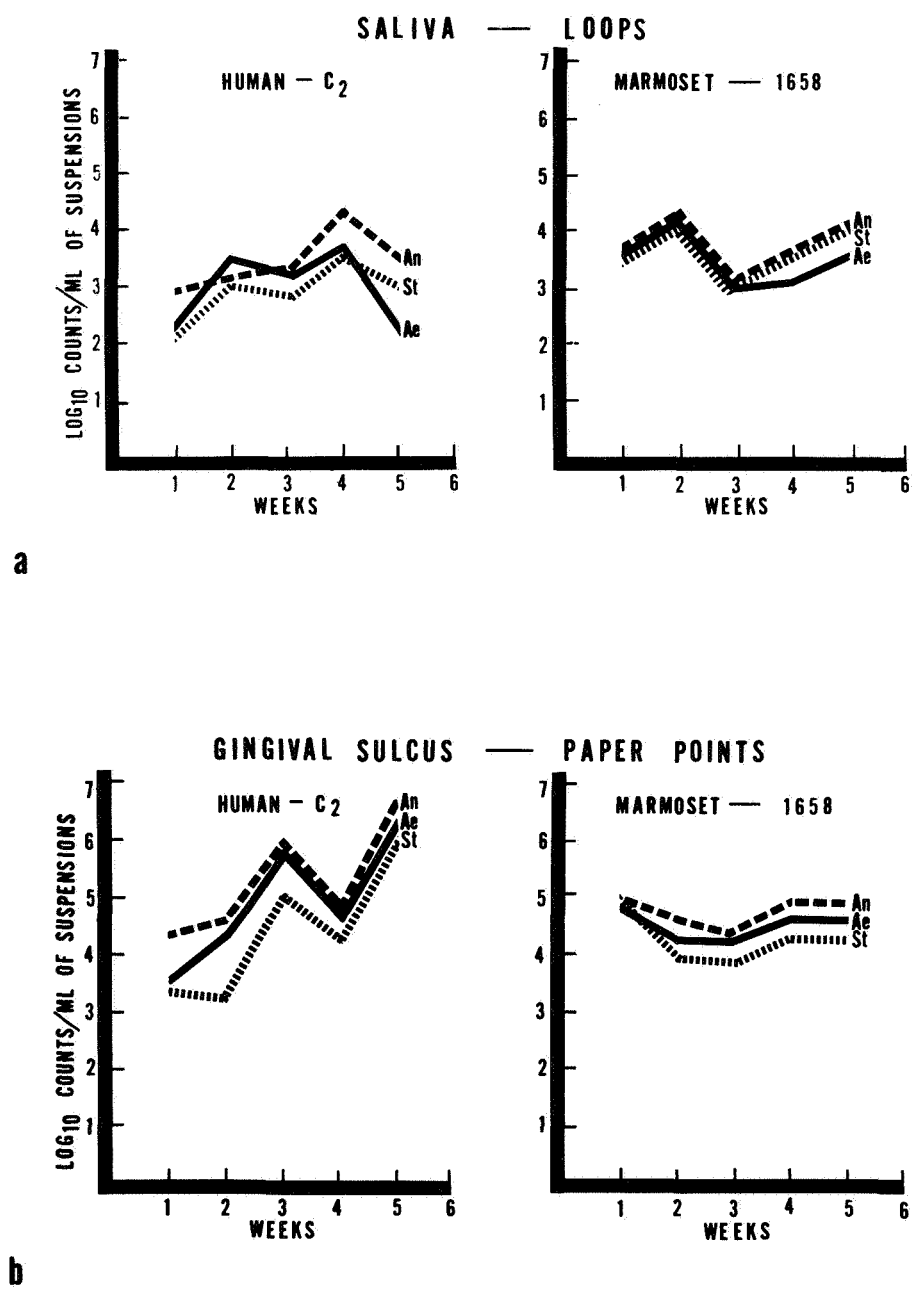 SALIVA — LOOPS
HUMAN – C2
MARMOSET — 1658
LOG10 COUNTS/ML OF SUSPENSIONS
7
6
5
4
3
2
1
An
St
Ae
1 2 3 4 5 6
WEEKS
7
6
5
4
3
2
1
An
St
Ae
1 2 3 4 5 6
WEEKS
a
GINGIVAL SULCUS — PAPER POINTS
HUMAN – C2
MARMOSET — 1658
LOG10 COUNTS/ML OF SUSPENSIONS
7
6
5
4
3
2
1
An
Ae
St
1 2 3 4 5 6
WEEKS
7
6
5
4
3
2
1
An
Ae
St
1 2 3 4 5 6
WEEKS
b